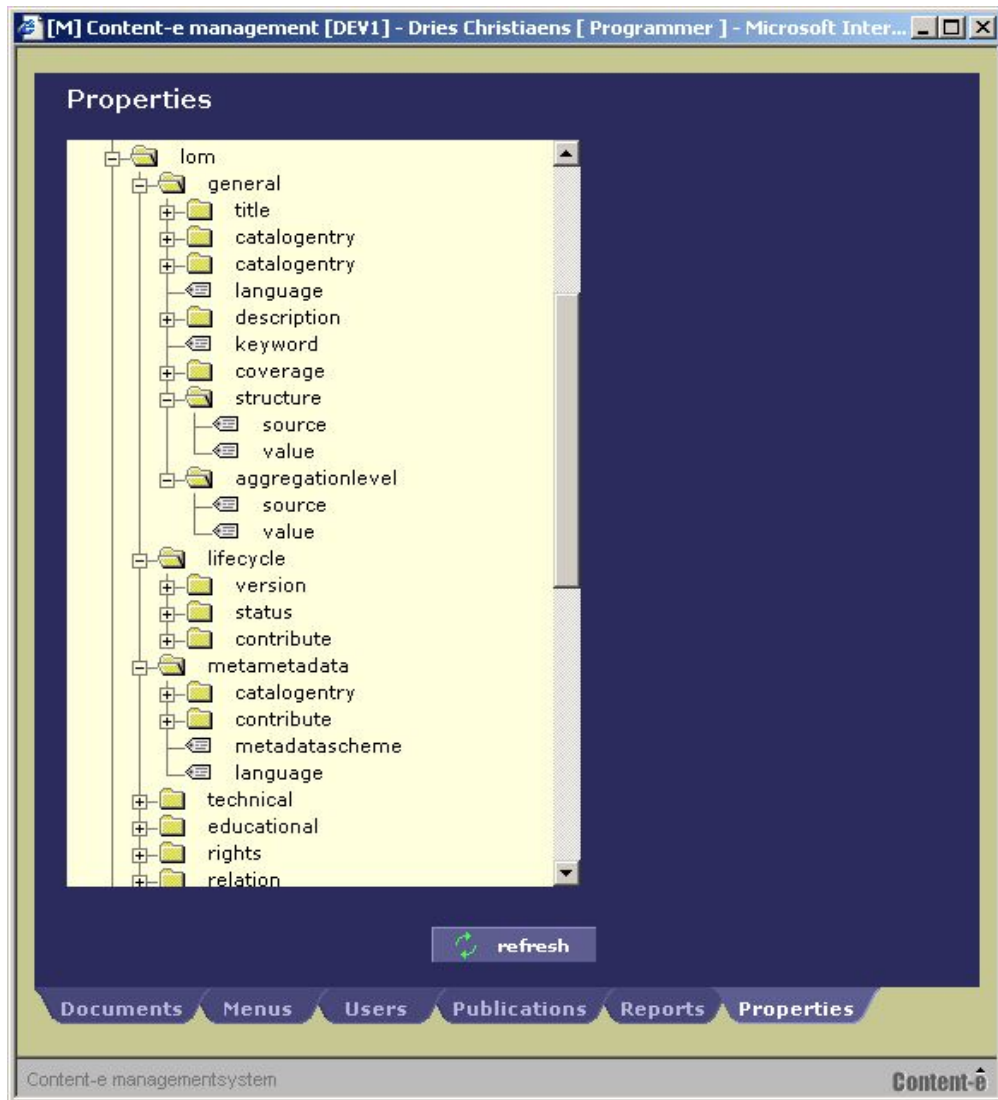 [M] Content-e management [DEV1] - Dries Christiaens [ Programmer ] - Microsoft Inter...
Properties
lom
general
title
catalogentry
catalogentry
language
description
keyword
coverage
structure
source
value
aggregationlevel
source
value
lifecycle
version
status
contribute
metametadata
catalogentry
contribute
metadatascheme
language
technical
educational
rights
relation
refresh
Documents Menus Users Publications Reports Properties
Content-e managementsystem Content-ê